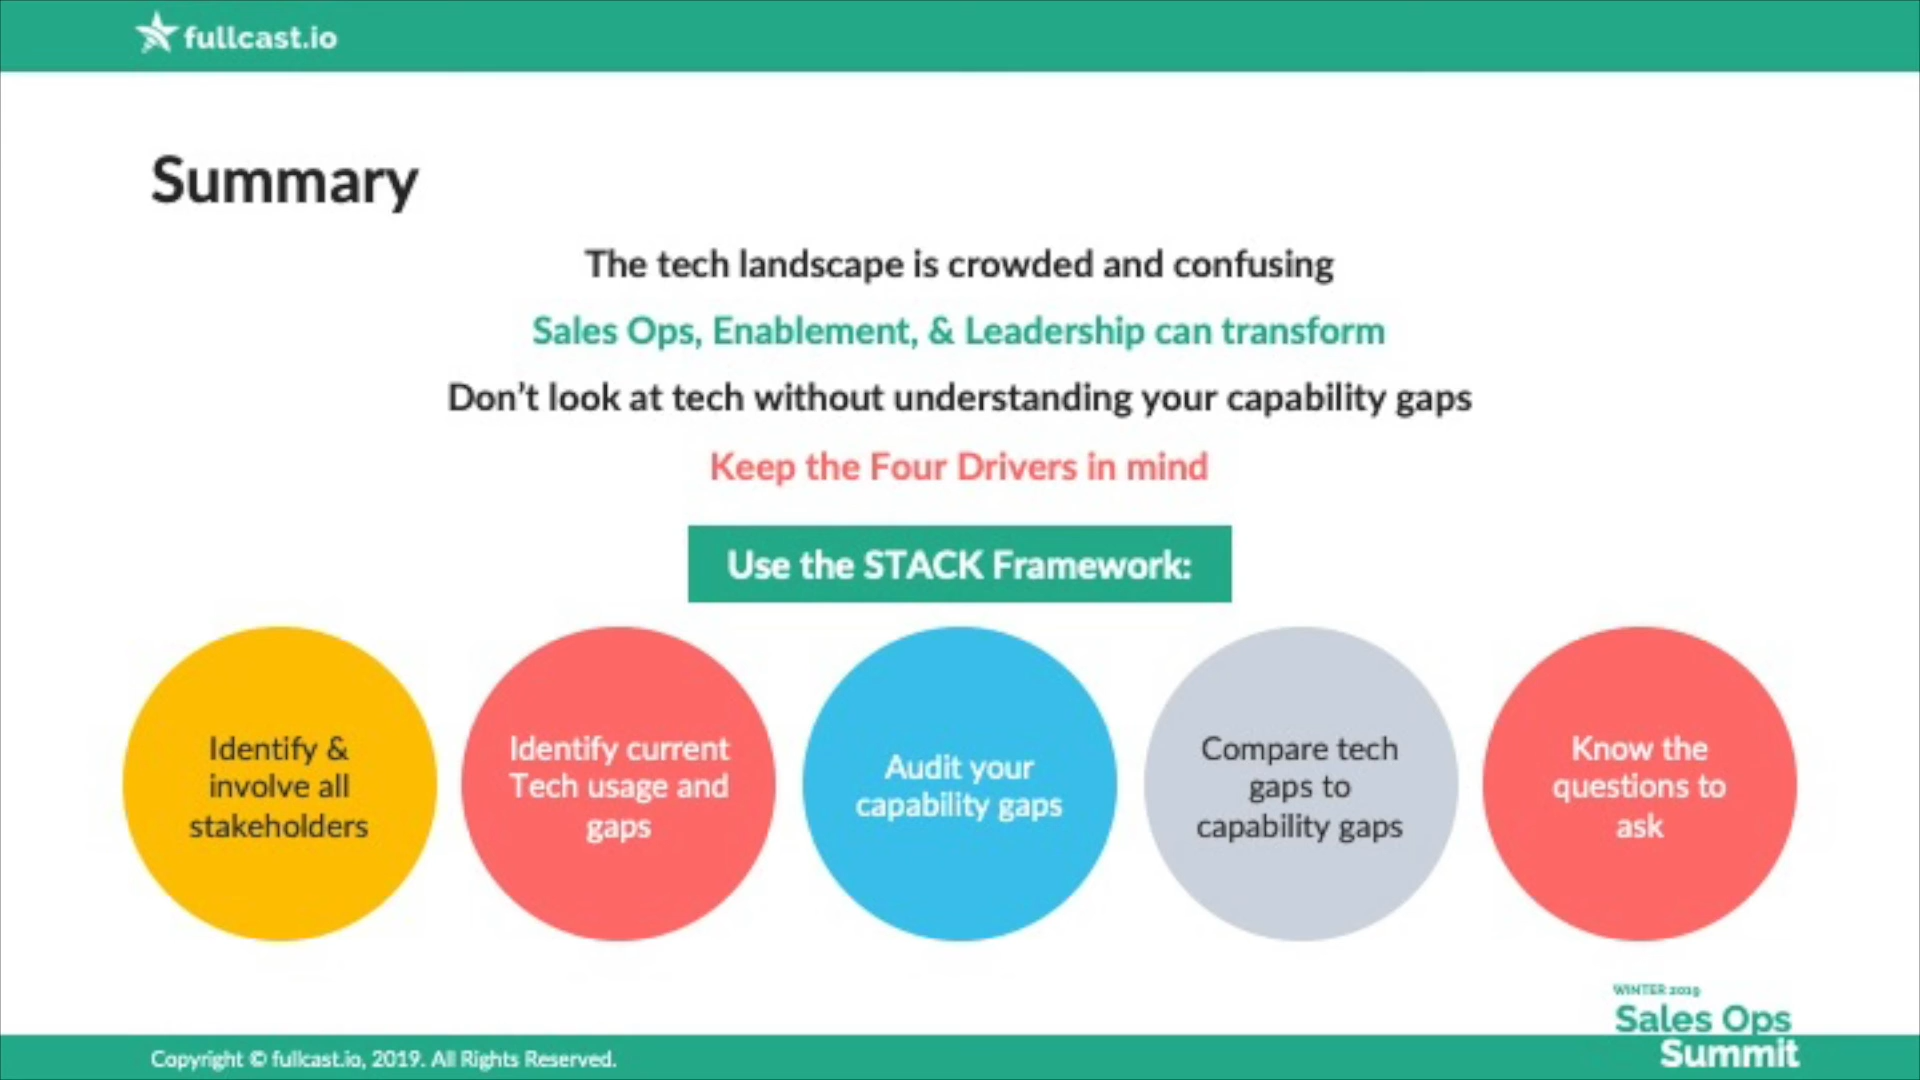 fullcast.io
Summary
The tech landscape is crowded and confusing
Sales Ops, Enablement, & Leadership can transform
Don't look at tech without understanding your capability gaps
Keep the Four Drivers in mind
Use the STACK Framework:
Identify &
involve all
stakeholders
Identify current
Tech usage and
gaps
Audit your
capability gaps
Compare tech
gaps to
capability gaps
Know the
questions to
ask
WINTER 2019
Sales Ops
Summit
Copyright © fullcast.io, 2019. All Rights Reserved.